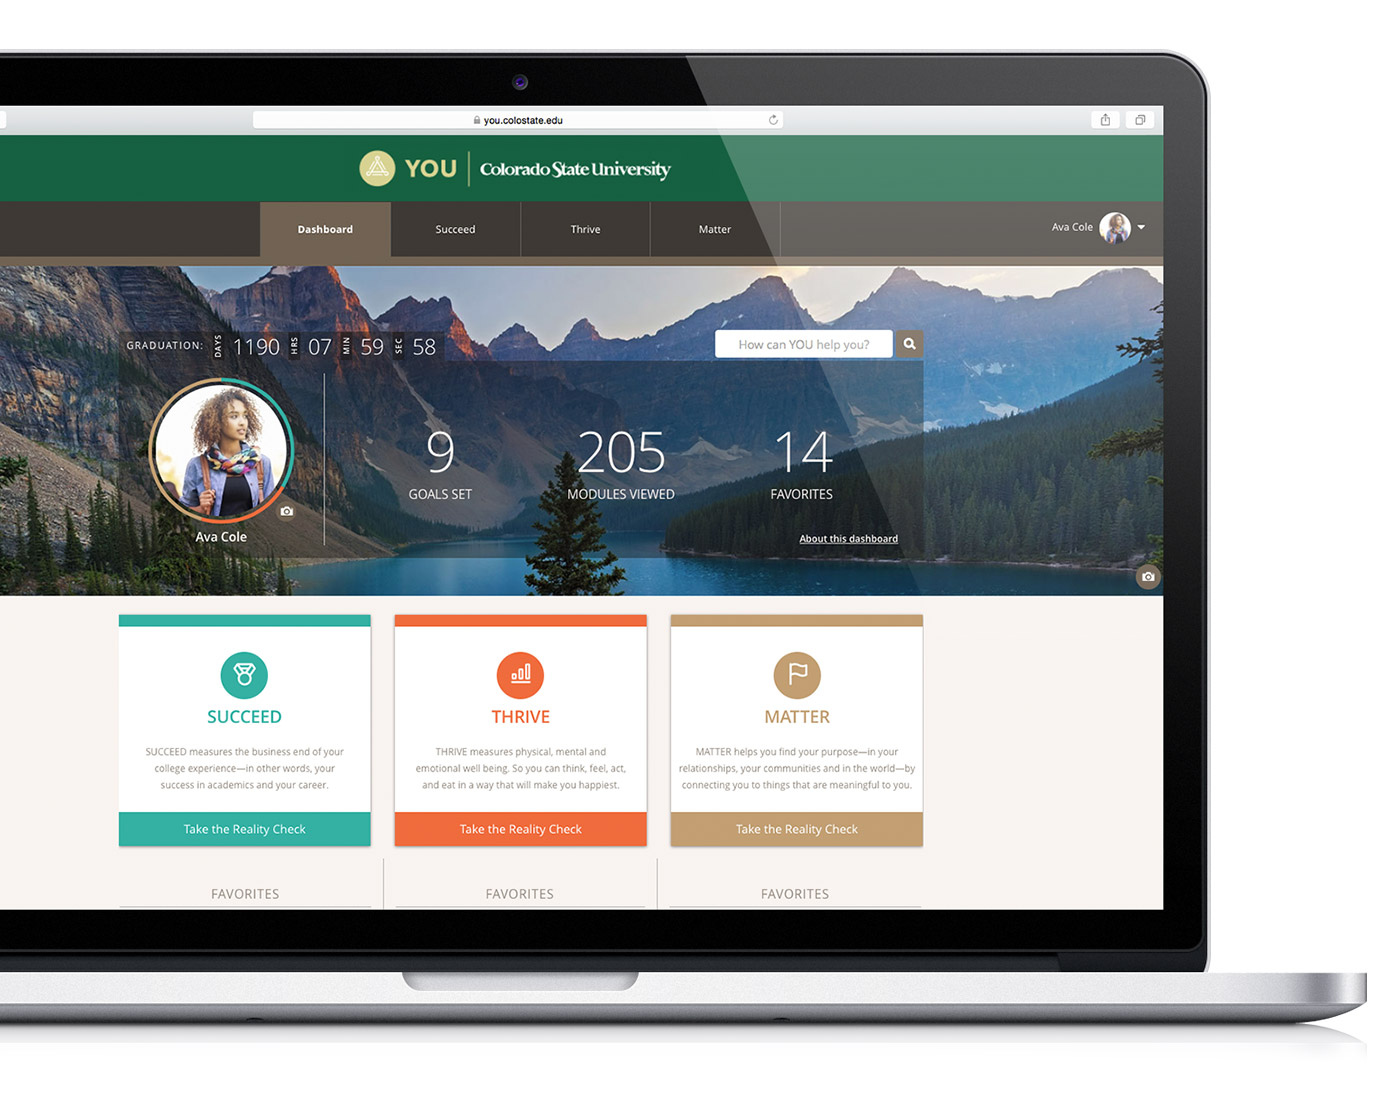 you.colostate.edu
YOU Colorado State University
Dashboard Succeed Thrive Matter Ava Cole
GRADUATION: DAYS 1190 HRS 07 MIN 59 SEC 58
How can YOU help you?
9 205 14
GOALS SET MODULES VIEWED FAVORITES
Ava Cole
About this dashboard
SUCCEED
SUCCEED measures the business end of your
college experience—in other words, your
success in academics and your career.
Take the Reality Check
THRIVE
THRIVE measures physical, mental and
emotional well being. So you can think, feel, act,
and eat in a way that will make you happiest.
Take the Reality Check
MATTER
MATTER helps you find your purpose—in your
relationships, your communities and in the world—by
connecting you to things that are meaningful to you.
Take the Reality Check
FAVORITES FAVORITES FAVORITES